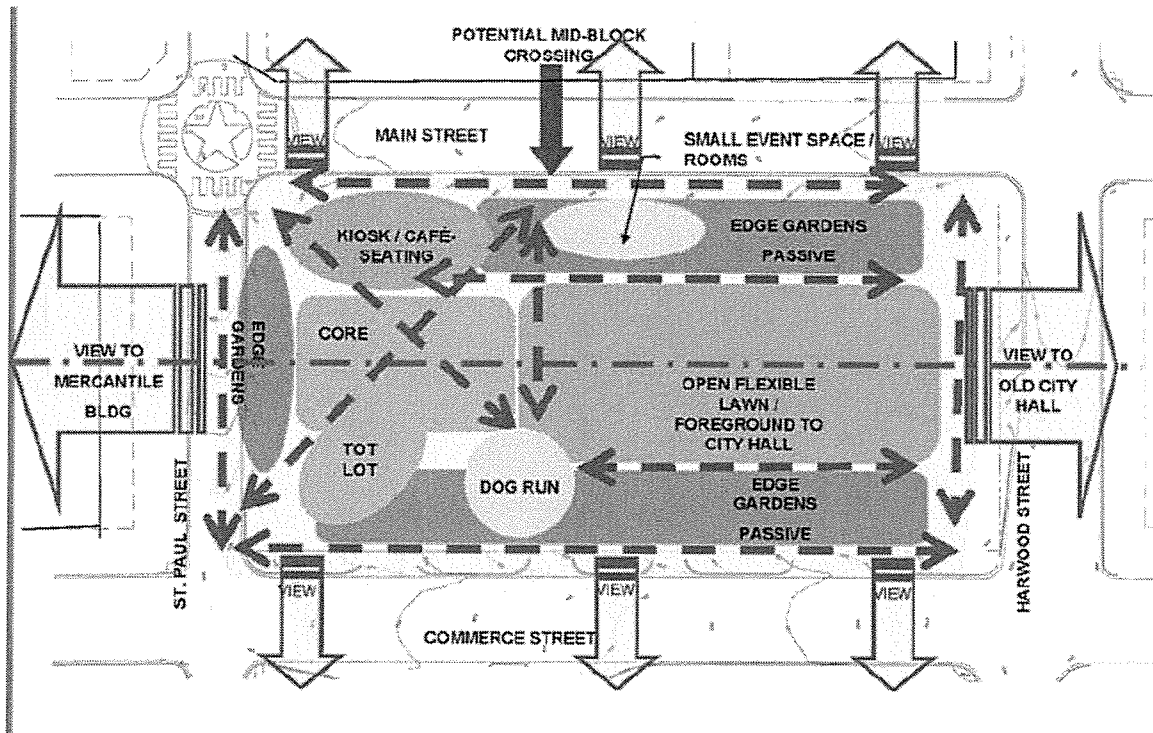 POTENTIAL MID-BLOCK
CROSSING
VIEW
MAIN STREET
VIEW
SMALL EVENT SPACE /
ROOMS
VIEW
KIOSK / CAFÉ-
SEATING
EDGE GARDENS
PASSIVE
EDGE
GARDENS
CORE
VIEW TO
MERCANTILE
BLDG
OPEN FLEXIBLE
LAWN /
FOREGROUND TO
CITY HALL
VIEW TO
OLD CITY
HALL
TOT
LOT
DOG RUN
EDGE
GARDENS
PASSIVE
ST. PAUL STREET
HARWOOD STREET
VIEW
VIEW
VIEW
COMMERCE STREET